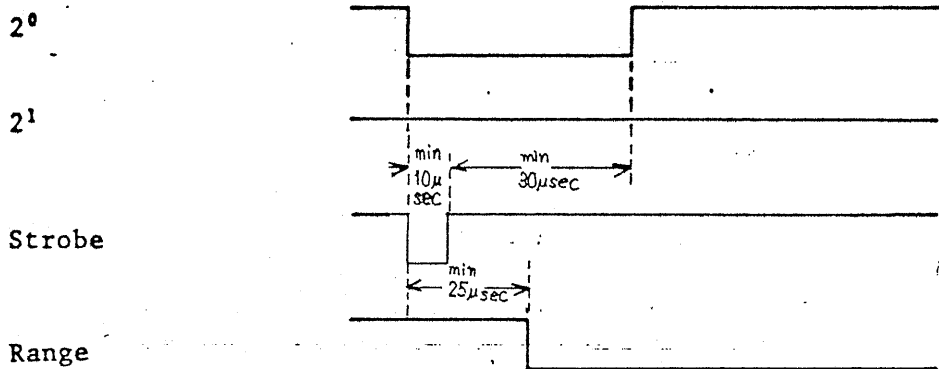 2⁰
2¹
min
10μ
sec
min
30μsec
Strobe
min
25μsec
Range